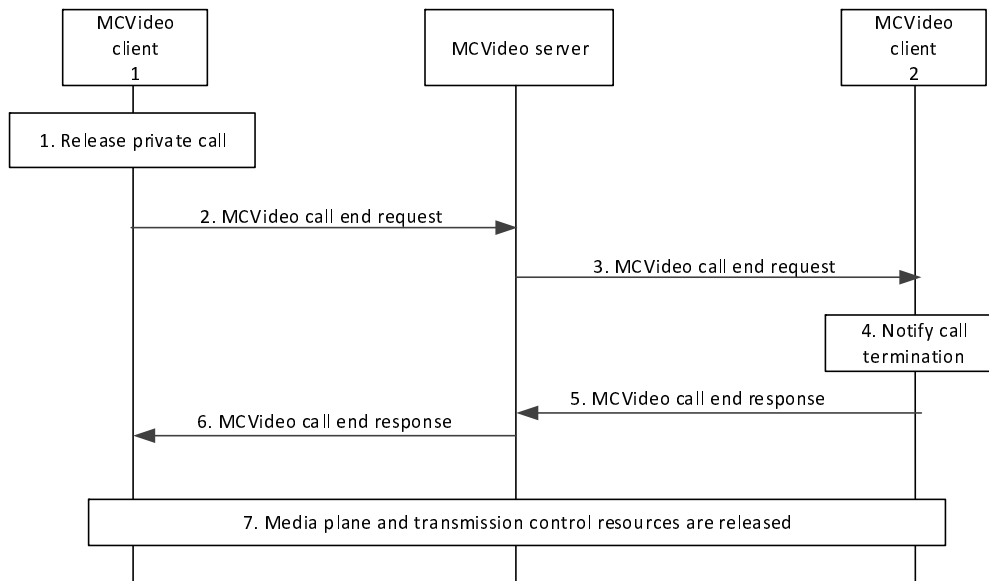 MCVideo
client
1
MCVideo server
MCVideo
client
2
1. Release private call
2. MCVideo call end request
3. MCVideo call end request
4. Notify call
termination
5. MCVideo call end response
6. MCVideo call end response
7. Media plane and transmission control resources are released